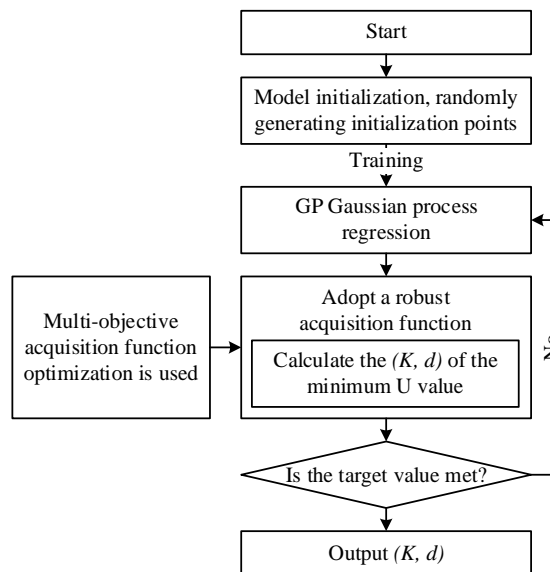 Start
Model initialization, randomly
generating initialization points
Training
GP Gaussian process
regression
Multi-objective
acquisition function
optimization is used
Adopt a robust
acquisition function
Calculate the (K, d) of the
minimum U value
No
Is the target value met?
Output (K, d)